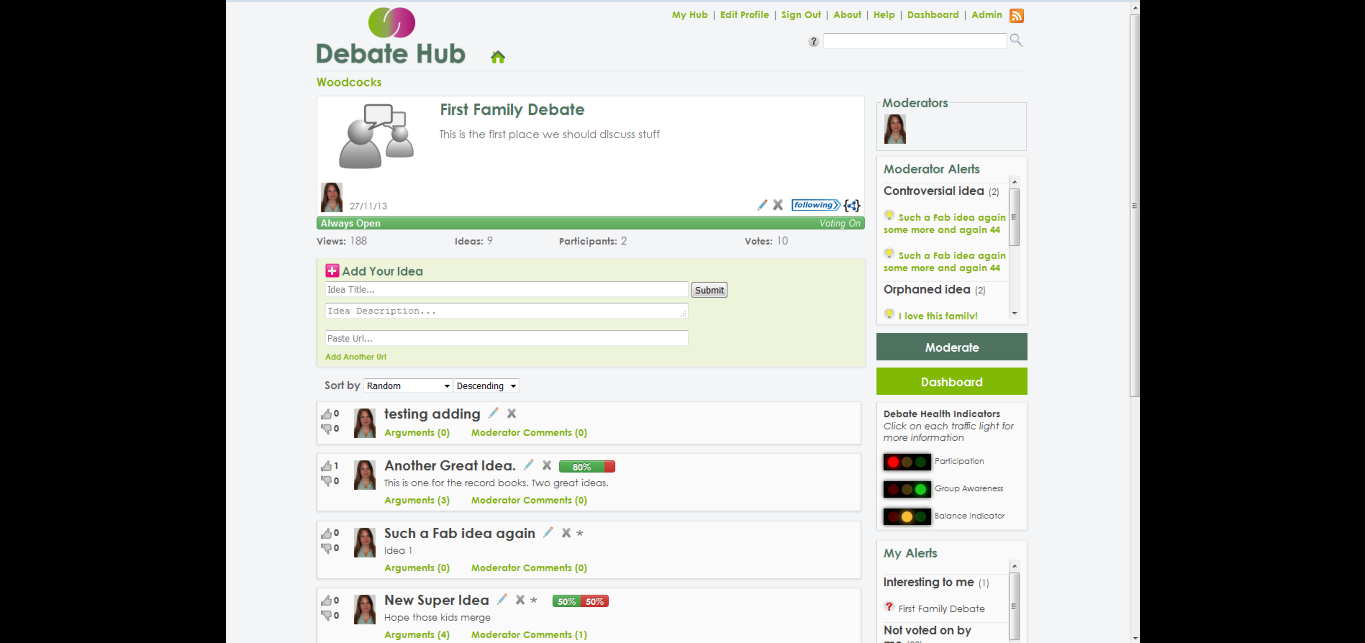 My Hub | Edit Profile | Sign Out | About | Help | Dashboard | Admin
Debate Hub
?
Woodcocks
First Family Debate
This is the first place we should discuss stuff
27/11/13
following
Always Open
Voting On
Views: 188
Ideas: 9
Participants: 2
Votes: 10
Add Your Idea
Idea Title...
Submit
Idea Description...
Paste Url...
Add Another Url
Sort by
Random
Descending
0
testing adding
0
Arguments (0)
Moderator Comments (0)
1
Another Great Idea.
80%
0
This is one for the record books. Two great ideas.
Arguments (3)
Moderator Comments (0)
0
Such a Fab idea again
*
0
Idea 1
Arguments (0)
Moderator Comments (0)
0
New Super Idea
*
50% 50%
0
Hope those kids merge
Arguments (4)
Moderator Comments (1)
Moderators
Moderator Alerts
Controversial idea (2)
Such a Fab idea again
some more and again 44
Such a Fab idea again
some more and again 44
Orphaned idea (2)
I love this family!
Moderate
Dashboard
Debate Health Indicators
Click on each traffic light for
more information
Participation
Group Awareness
Balance Indicator
My Alerts
Interesting to me (1)
? First Family Debate
Not voted on by